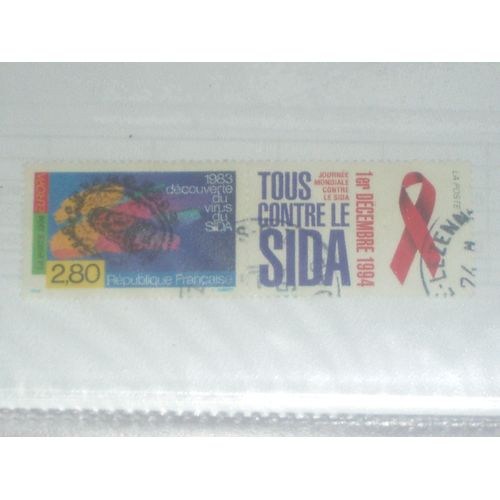 1983
découverte
du
virus du
SIDA
EUROPA
2,80
République Française
TOUS
CONTRE LE
SIDA
JOURNÉE
MONDIALE
CONTRE
LE SIDA
1er DÉCEMBRE 1994
LA POSTE